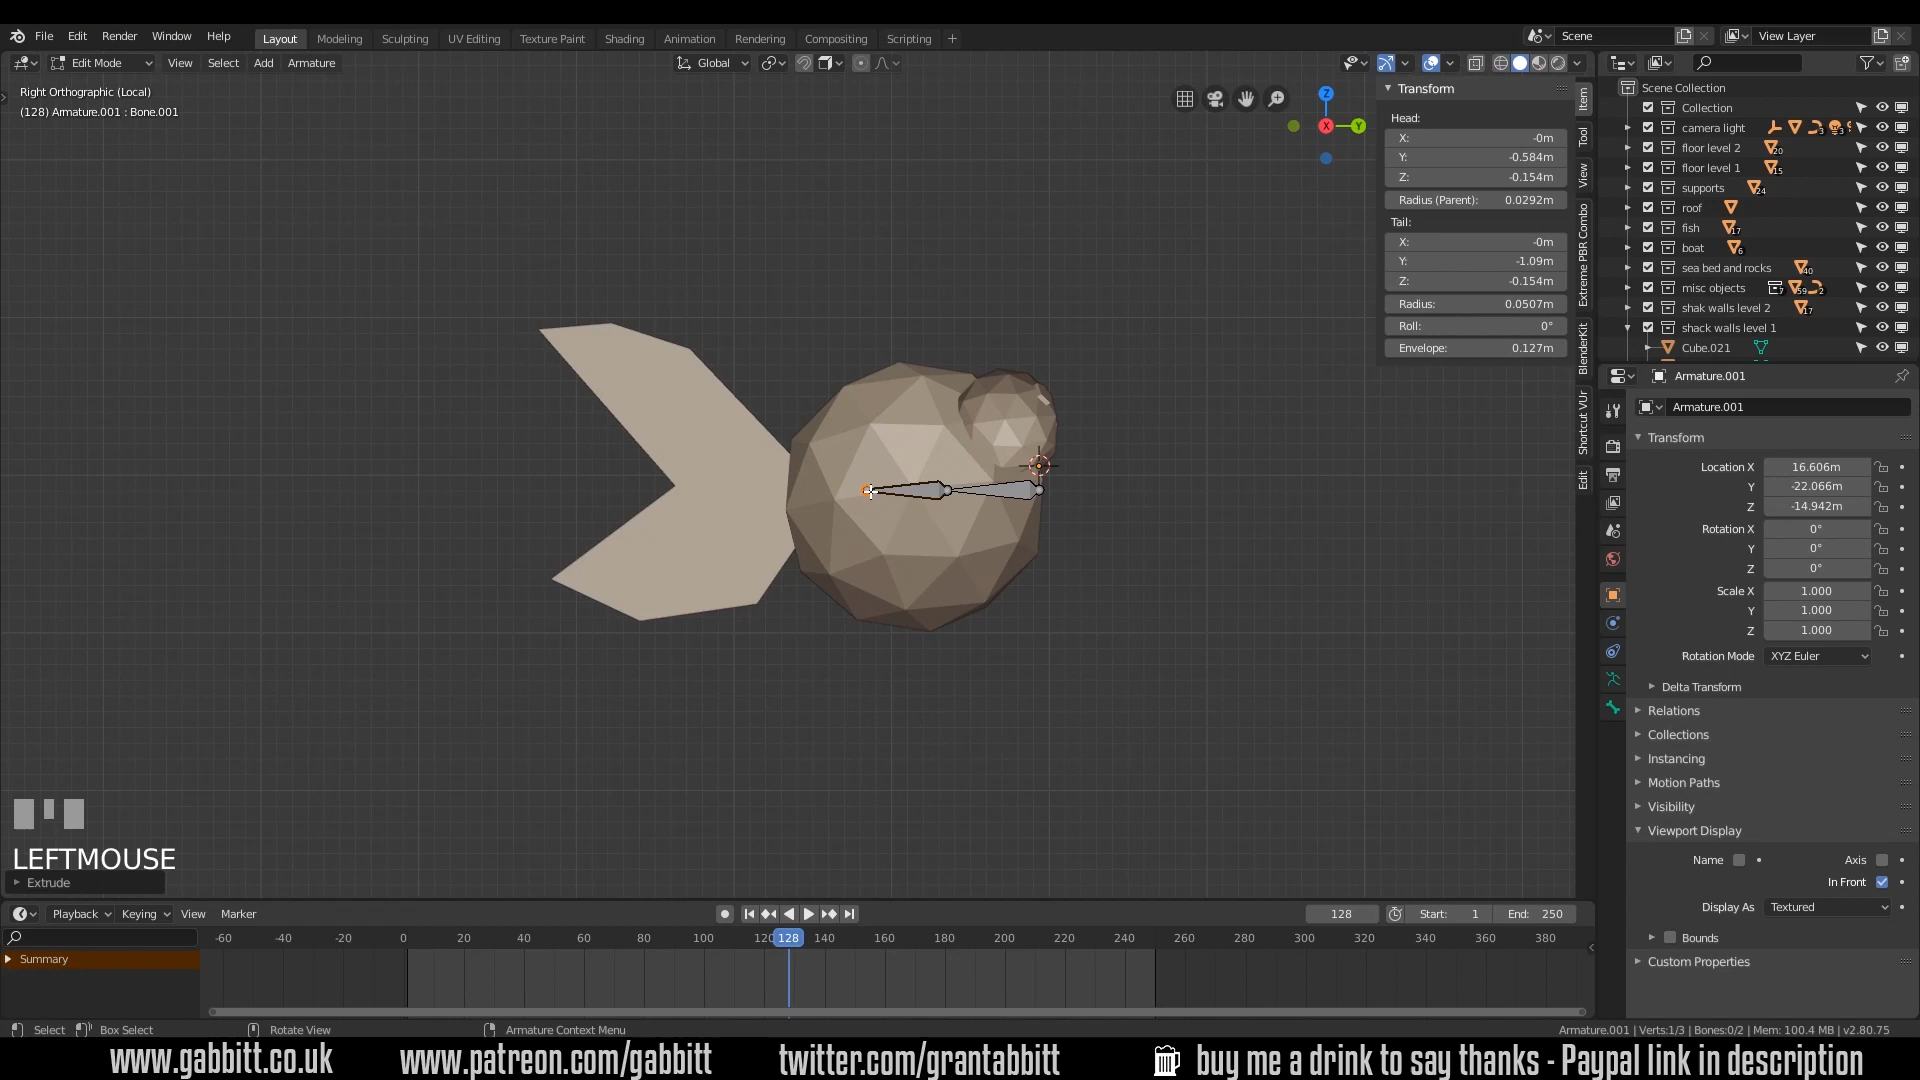 File Edit Render Window Help Layout Modeling Sculpting UV Editing Texture Paint Shading Animation Rendering Compositing Scripting + Scene View Layer
Edit Mode View Select Add Armature Global
Right Orthographic (Local)
(128) Armature.001 : Bone.001
Z
X
Y
Transform
Head:
X: -0m
Y: -0.584m
Z: -0.154m
Radius (Parent): 0.0292m
Tail:
X: -0m
Y: -1.09m
Z: -0.154m
Radius: 0.0507m
Roll: 0°
Envelope: 0.127m
Item
Tool
View
Extreme PBR Combo
BlenderKit
Shortcut VUr
Edit
Scene Collection
Collection
camera light 3 3
floor level 2 20
floor level 1 15
supports 24
roof
fish 17
boat 6
sea bed and rocks 40
misc objects 7 59 2
shak walls level 2 17
shack walls level 1
Cube.021
Armature.001
Armature.001
Transform
Location X 16.606m
Y -22.066m
Z -14.942m
Rotation X 0°
Y 0°
Z 0°
Scale X 1.000
Y 1.000
Z 1.000
Rotation Mode XYZ Euler
Delta Transform
Relations
Collections
Instancing
Motion Paths
Visibility
Viewport Display
Name Axis
In Front
Display As Textured
Bounds
Custom Properties
LEFTMOUSE
Extrude
Playback Keying View Marker 128 Start: 1 End: 250
-60 -40 -20 0 20 40 60 80 100 120 128 140 160 180 200 220 240 260 280 300 320 340 360 380
Summary
Select Box Select Rotate View Armature Context Menu Armature.001 | Verts:1/3 | Bones:0/2 | Mem: 100.4 MB | v2.80.75
www.gabbitt.co.uk www.patreon.com/gabbitt twitter.com/grantabbitt buy me a drink to say thanks - Paypal link in description